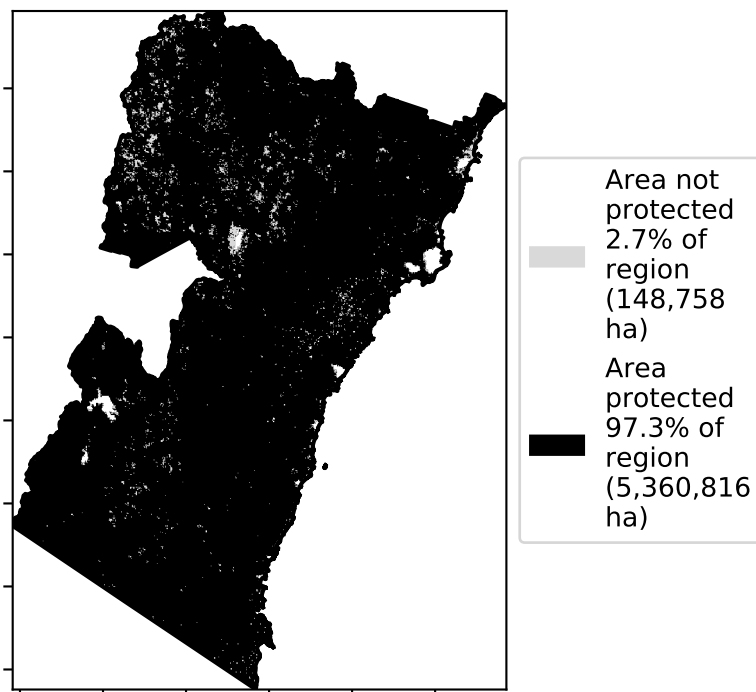 Area not
protected
2.7% of
region
(148,758
ha)
Area
protected
97.3% of
region
(5,360,816
ha)